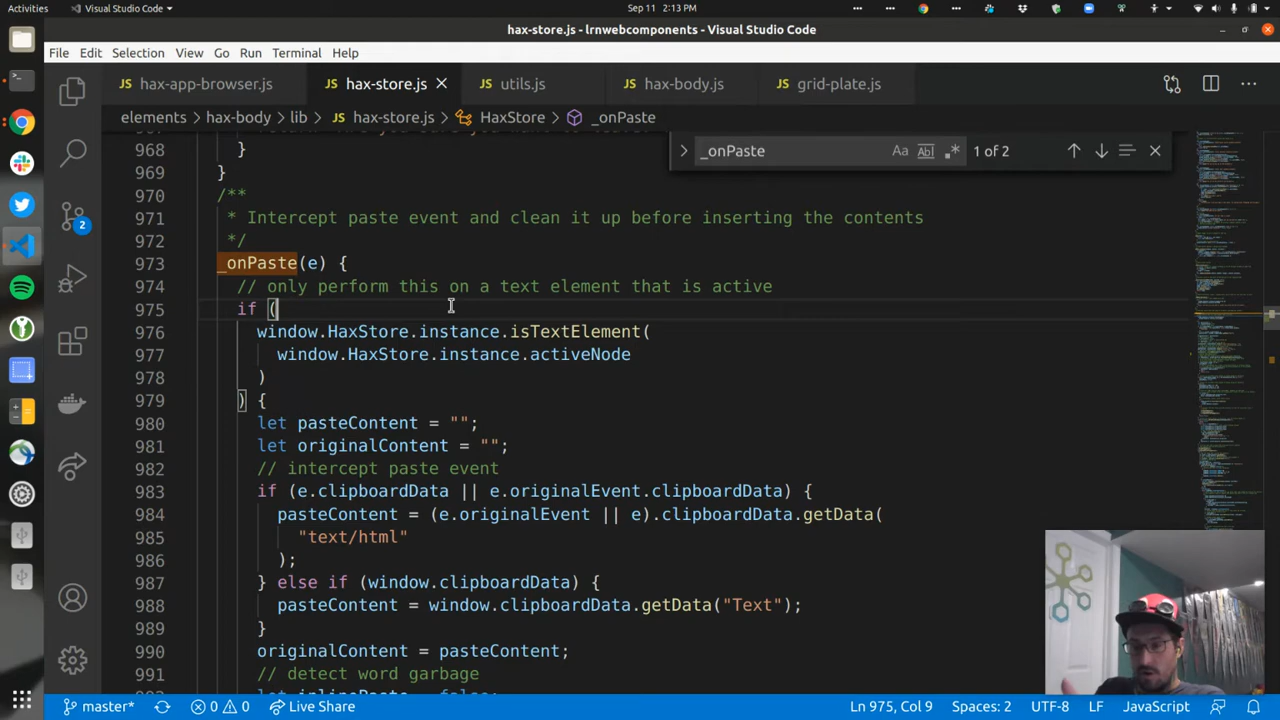 Activities
Visual Studio Code
Sep 11 2:13 PM
hax-store.js - lrnwebcomponents - Visual Studio Code
File Edit Selection View Go Run Terminal Help
hax-app-browser.js
hax-store.js
utils.js
hax-body.js
grid-plate.js
elements > hax-body > lib > JS hax-store.js > HaxStore > _onPaste
_onPaste
Aa Ab .* 1 of 2
968 }
969 }
970 /**
971 * Intercept paste event and clean it up before inserting the contents
972 */
973 _onPaste(e) {
974 // only perform this on a text element that is active
975 if (
976 window.HaxStore.instance.isTextElement(
977 window.HaxStore.instance.activeNode
978 )
979 ) {
980 let pasteContent = "";
981 let originalContent = "";
982 // intercept paste event
983 if (e.clipboardData || e.originalEvent.clipboardData) {
984 pasteContent = (e.originalEvent || e).clipboardData.getData(
985 "text/html"
986 );
987 } else if (window.clipboardData) {
988 pasteContent = window.clipboardData.getData("Text");
989 }
990 originalContent = pasteContent;
991 // detect word garbage
2
master* 0 0 Live Share
Ln 975, Col 9 Spaces: 2 UTF-8 LF JavaScript